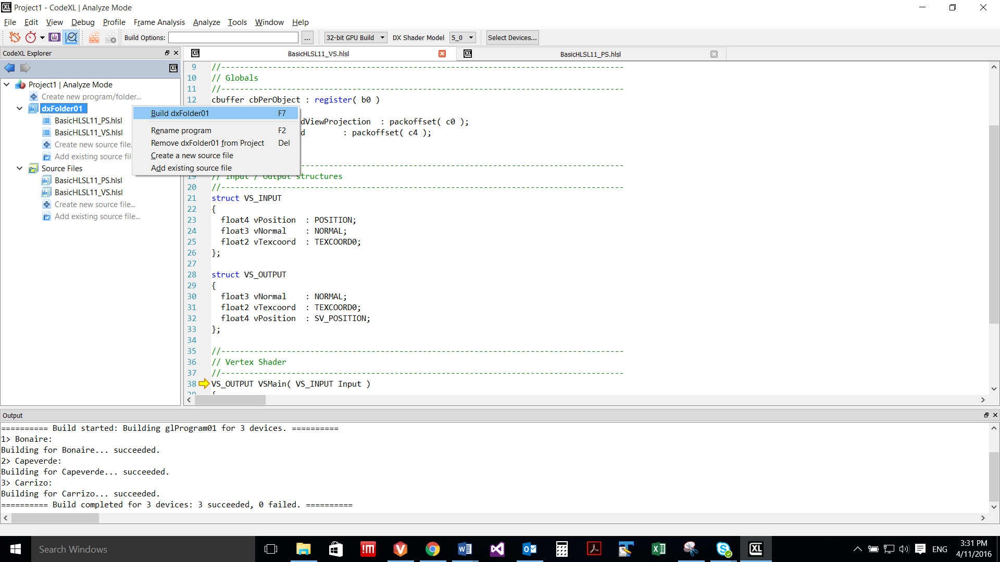 Project1 - CodeXL | Analyze Mode
File Edit View Debug Profile Frame Analysis Analyze Tools Window Help
Build Options: ... 32-bit GPU Build DX Shader Model 5_0 Select Devices...
CodeXL Explorer
BasicHLSL11_VS.hlsl
BasicHLSL11_PS.hlsl
Project1 | Analyze Mode
Create new program/folder...
dxFolder01
BasicHLSL11_PS.hlsl
BasicHLSL11_VS.hlsl
Create new source file.
Add existing source fil
Source Files
BasicHLSL11_PS.hlsl
BasicHLSL11_VS.hlsl
Create new source file...
Add existing source file...
Build dxFolder01 F7
Rename program F2
Remove dxFolder01 from Project Del
Create a new source file
Add existing source file
9 //--------------------------------------------------------------------------------------
10 // Globals
11 //--------------------------------------------------------------------------------------
12 cbuffer cbPerObject : register( b0 )
dViewProjection : packoffset( c0 );
d : packoffset( c4 );
19 // Input / Output structures
20 //--------------------------------------------------------------------------------------
21 struct VS_INPUT
22 {
23 float4 vPosition : POSITION;
24 float3 vNormal : NORMAL;
25 float2 vTexcoord : TEXCOORD0;
26 };
27
28 struct VS_OUTPUT
29 {
30 float3 vNormal : NORMAL;
31 float2 vTexcoord : TEXCOORD0;
32 float4 vPosition : SV_POSITION;
33 };
34
35 //--------------------------------------------------------------------------------------
36 // Vertex Shader
37 //--------------------------------------------------------------------------------------
38 VS_OUTPUT VSMain( VS_INPUT Input )
39 {
Output
========== Build started: Building glProgram01 for 3 devices. ==========
1> Bonaire:
Building for Bonaire... succeeded.
2> Capeverde:
Building for Capeverde... succeeded.
3> Carrizo:
Building for Carrizo... succeeded.
========== Build completed for 3 devices: 3 succeeded, 0 failed. ==========
Search Windows
ENG
3:31 PM
4/11/2016